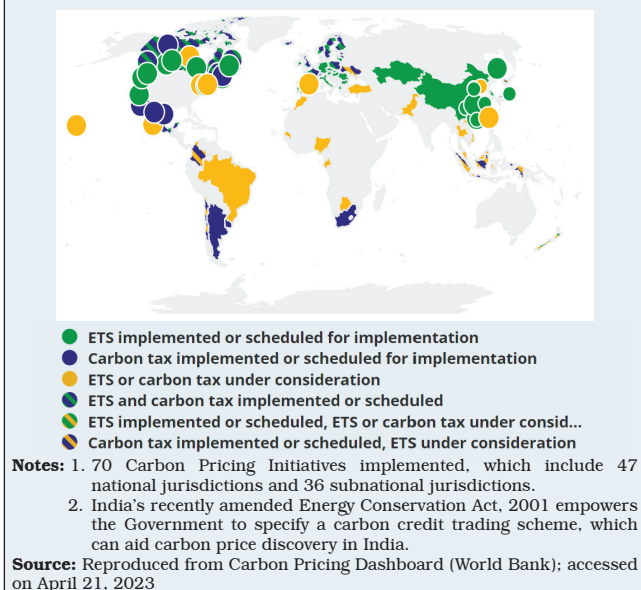 ETS implemented or scheduled for implementation
Carbon tax implemented or scheduled for implementation
ETS or carbon tax under consideration
ETS and carbon tax implemented or scheduled
ETS implemented or scheduled, ETS or carbon tax under consid...
Carbon tax implemented or scheduled, ETS under consideration
Notes: 1. 70 Carbon Pricing Initiatives implemented, which include 47
national jurisdictions and 36 subnational jurisdictions.
2. India's recently amended Energy Conservation Act, 2001 empowers
the Government to specify a carbon credit trading scheme, which
can aid carbon price discovery in India.
Source: Reproduced from Carbon Pricing Dashboard (World Bank); accessed
on April 21, 2023